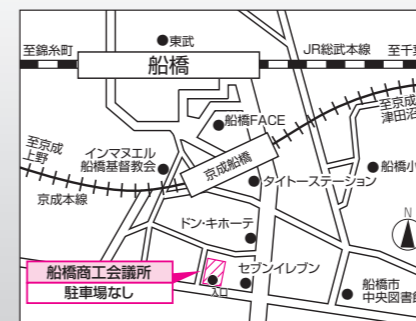 東武
至錦糸町
JR総武本線
至千
船橋
船橋FACE
至京成
津田沼
至京成
上野
インマヌエル
船橋基督教会
京成船橋
船橋小
タイトーステーション
京成本線
ドン・キホーテ
N
船橋商工会議所
駐車場なし
セブンイレブン
入口
船橋市
中央図書館